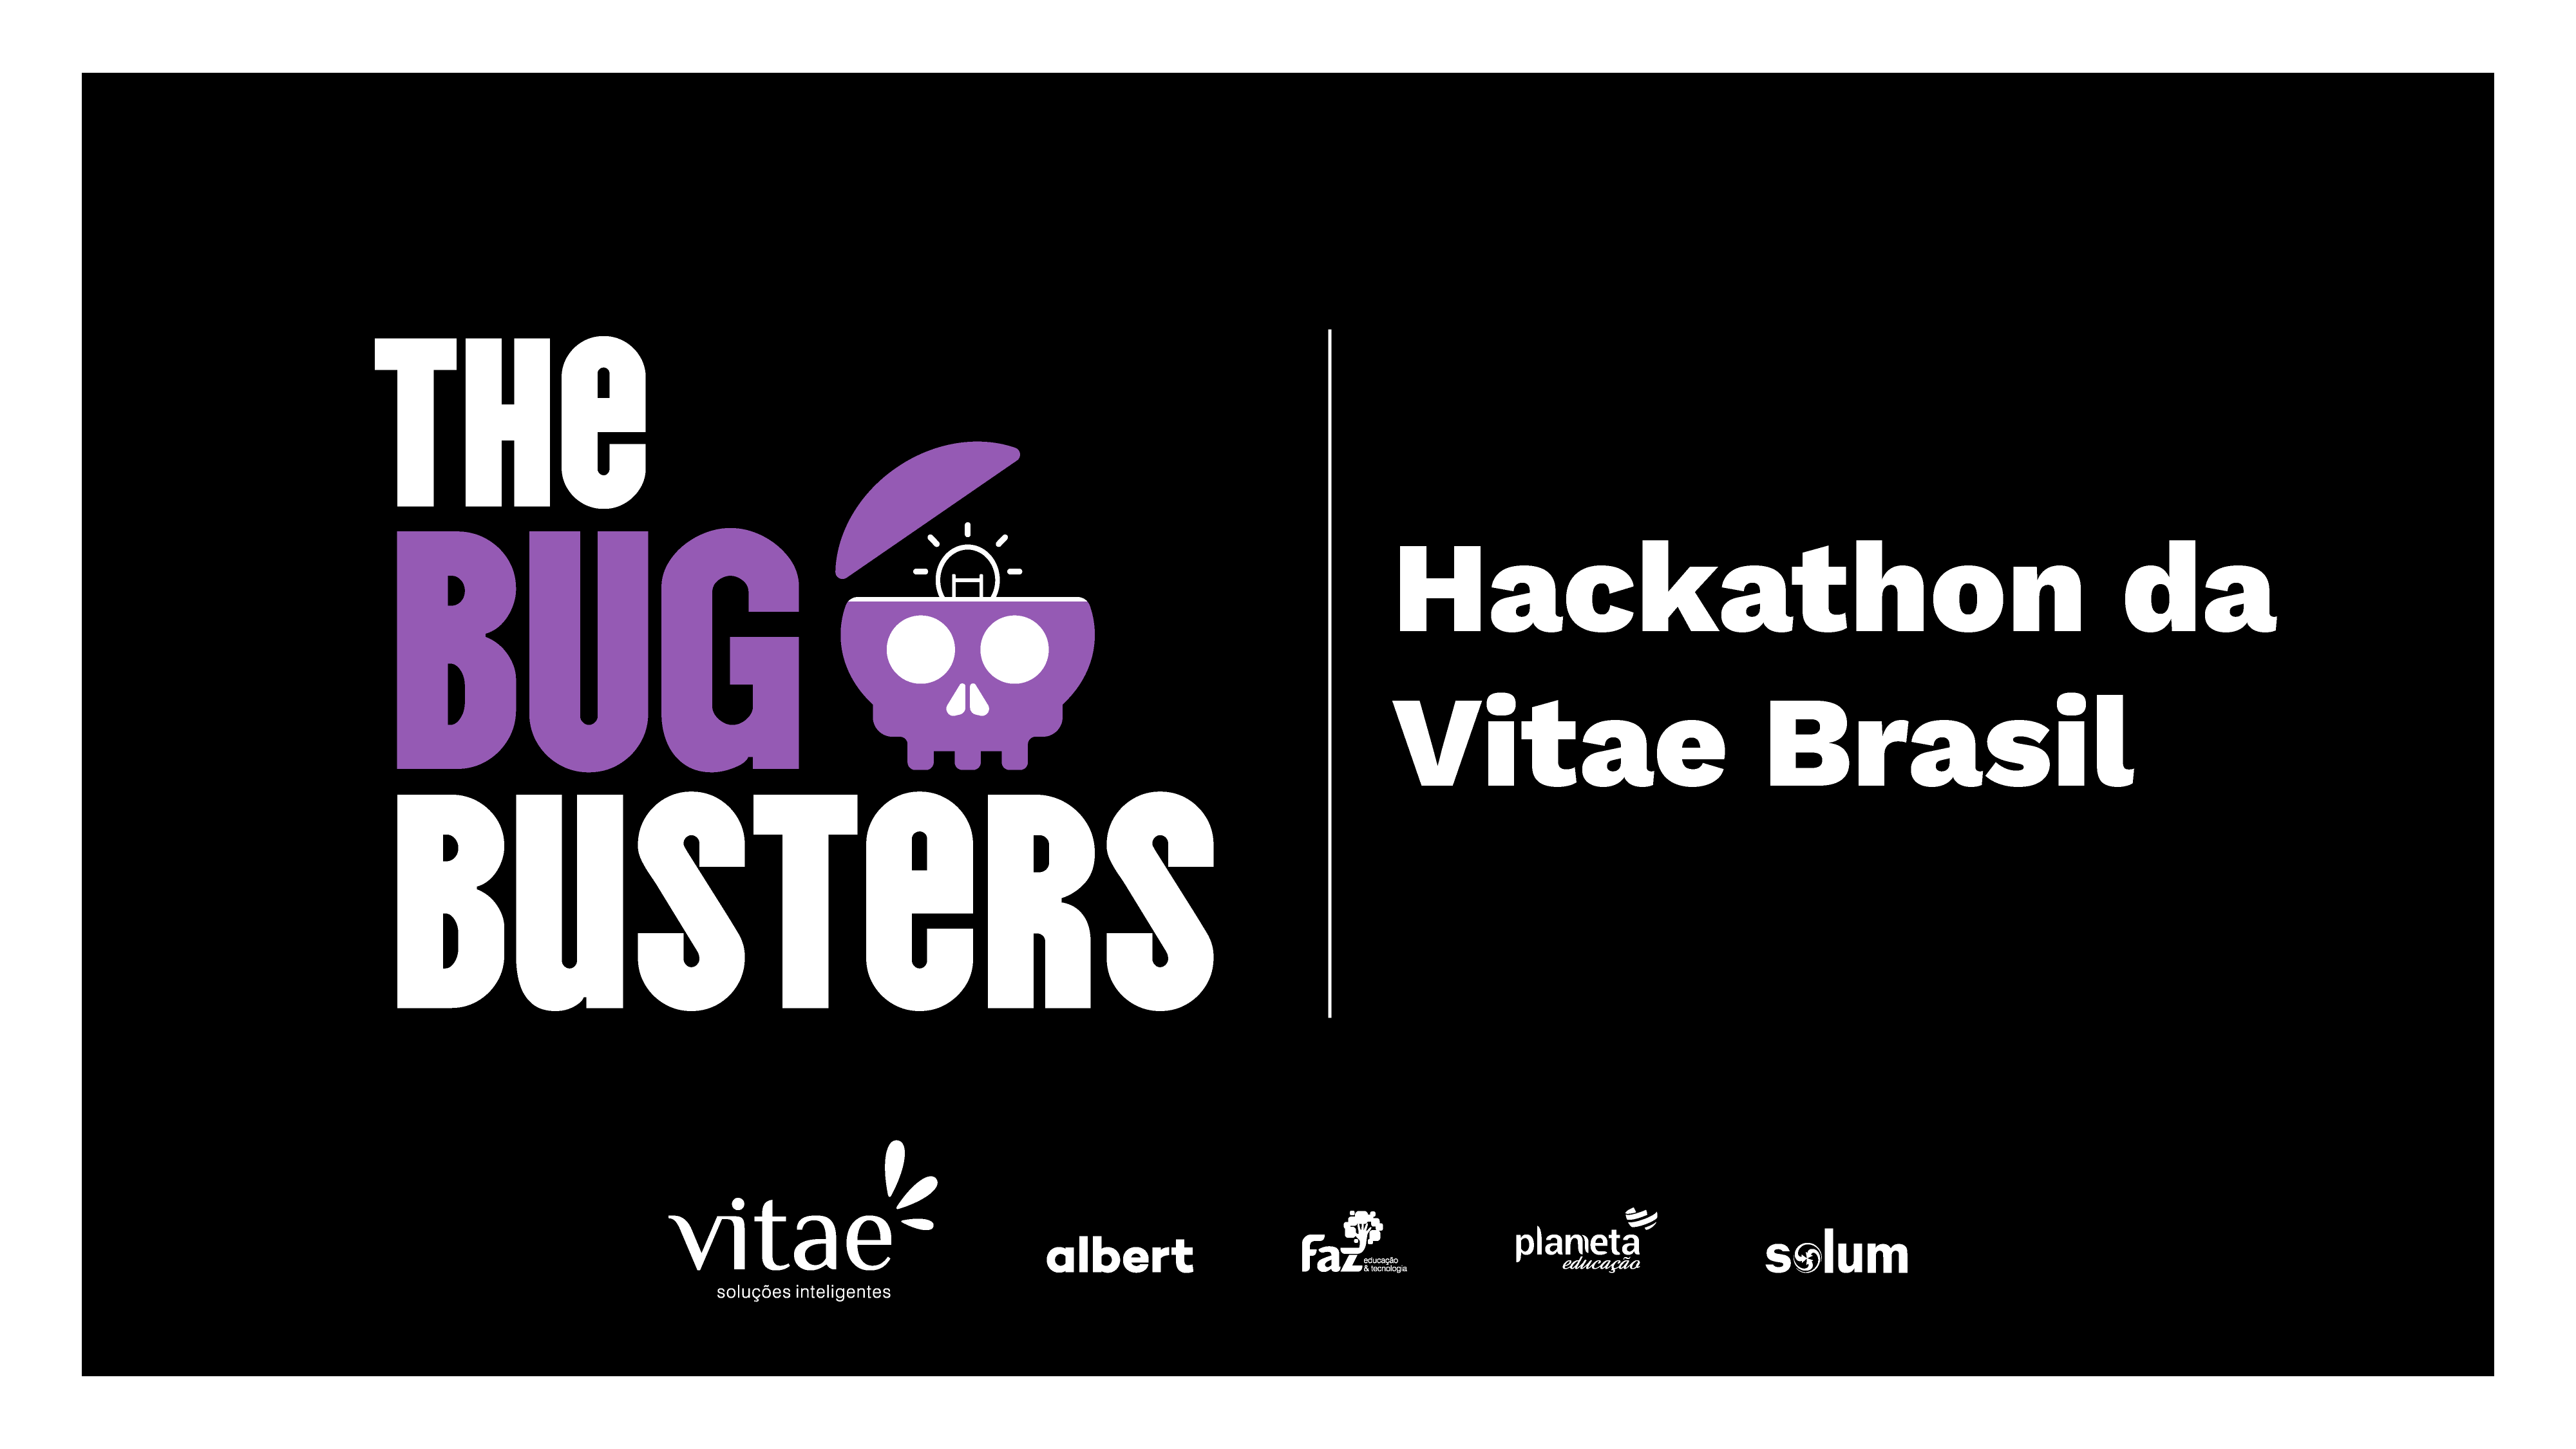 THe
BUG
BUSTeRS
Hackathon da
Vitae Brasil
vitae
soluções inteligentes
albert
faz
educação
& tecnologia
planeta
educação
solum